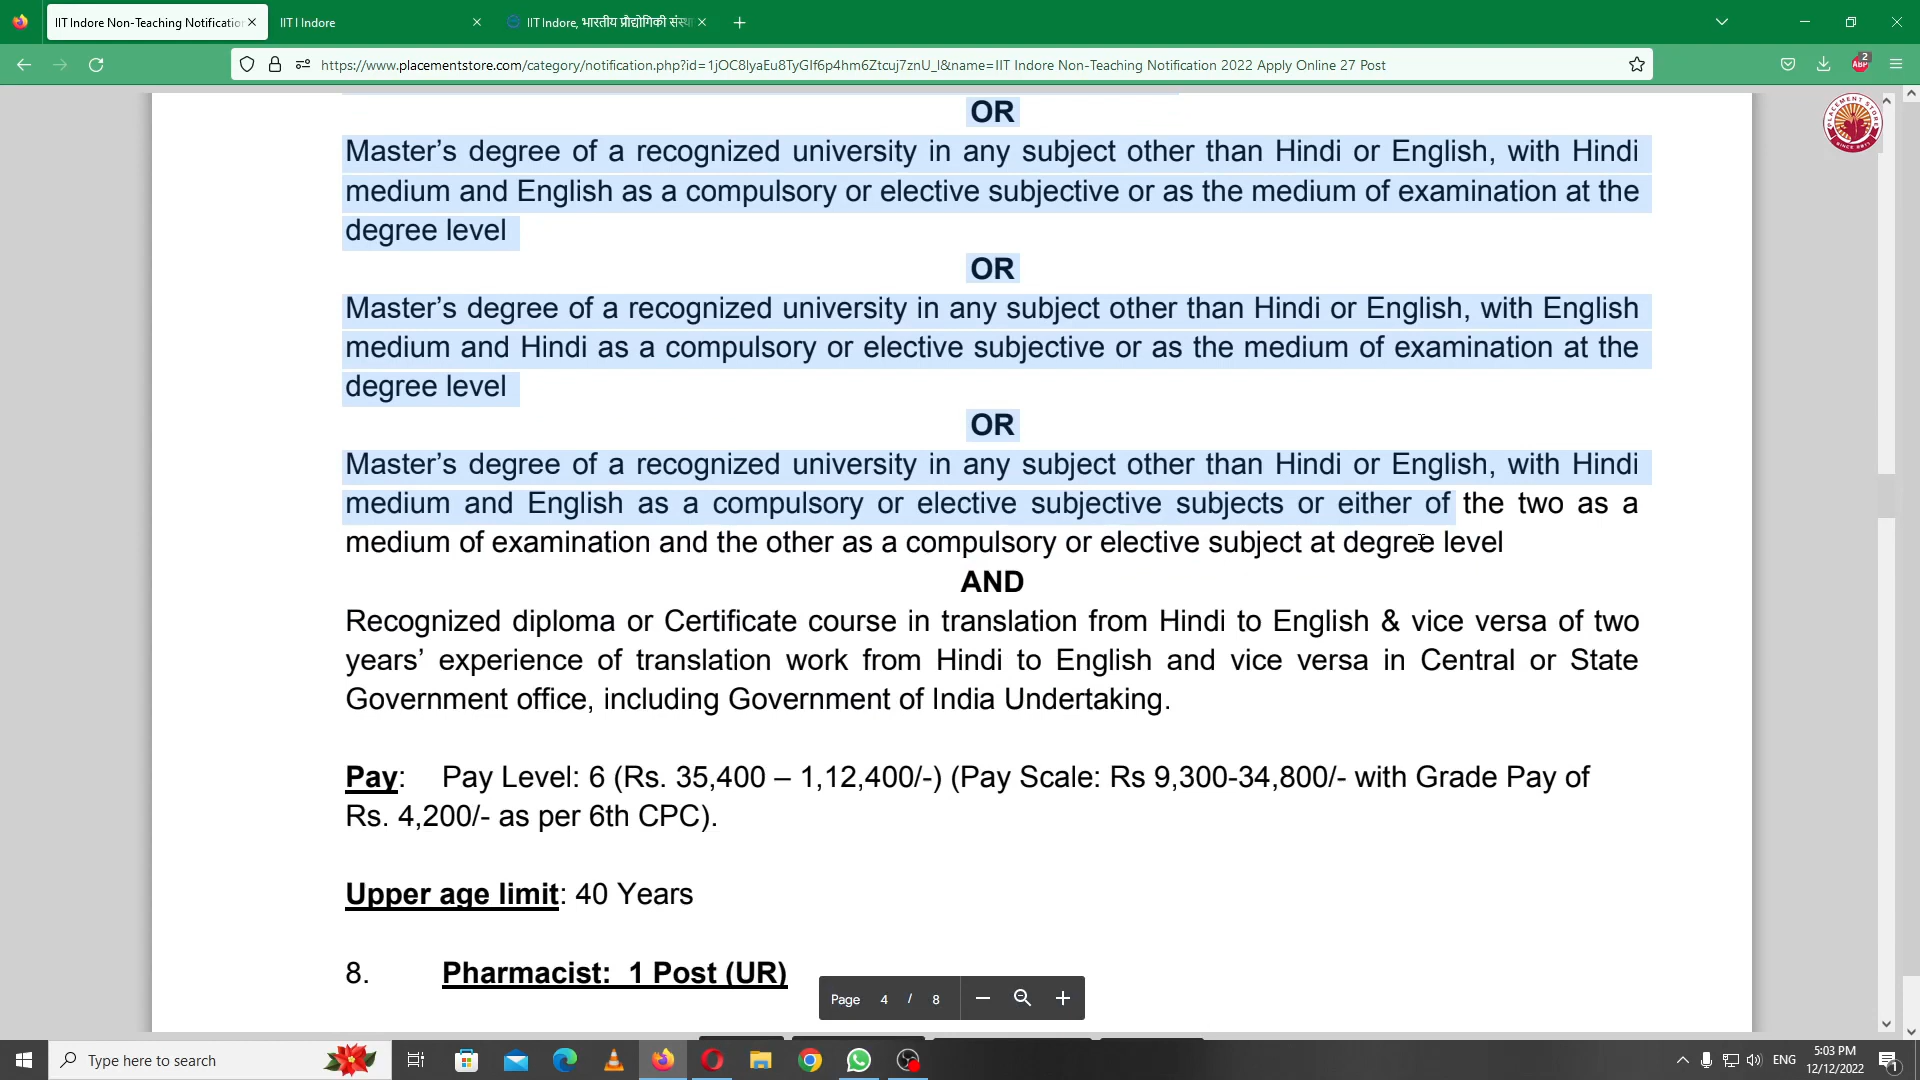 IIT Indore Non-Teaching Notification
IIT I Indore
IIT Indore, भारतीय प्रौद्योगिकी संस्था
https://www.placementstore.com/category/notification.php?id=1jOC8lyaEu8TyGIf6p4hm6Ztcuj7znU_I&name=IIT Indore Non-Teaching Notification 2022 Apply Online 27 Post
2
ABP
PLACEMENT STORE
OR
Master’s degree of a recognized university in any subject other than Hindi or English, with Hindi
medium and English as a compulsory or elective subjective or as the medium of examination at the
degree level
OR
Master’s degree of a recognized university in any subject other than Hindi or English, with English
medium and Hindi as a compulsory or elective subjective or as the medium of examination at the
degree level
OR
Master’s degree of a recognized university in any subject other than Hindi or English, with Hindi
medium and English as a compulsory or elective subjective subjects or either of the two as a
medium of examination and the other as a compulsory or elective subject at degree level
AND
Recognized diploma or Certificate course in translation from Hindi to English & vice versa of two
years’ experience of translation work from Hindi to English and vice versa in Central or State
Government office, including Government of India Undertaking.
Pay: Pay Level: 6 (Rs. 35,400 – 1,12,400/-) (Pay Scale: Rs 9,300-34,800/- with Grade Pay of
Rs. 4,200/- as per 6th CPC).
Upper age limit: 40 Years
8. Pharmacist: 1 Post (UR)
Page 4 / 8
Type here to search
ENG
5:03 PM
12/12/2022
1